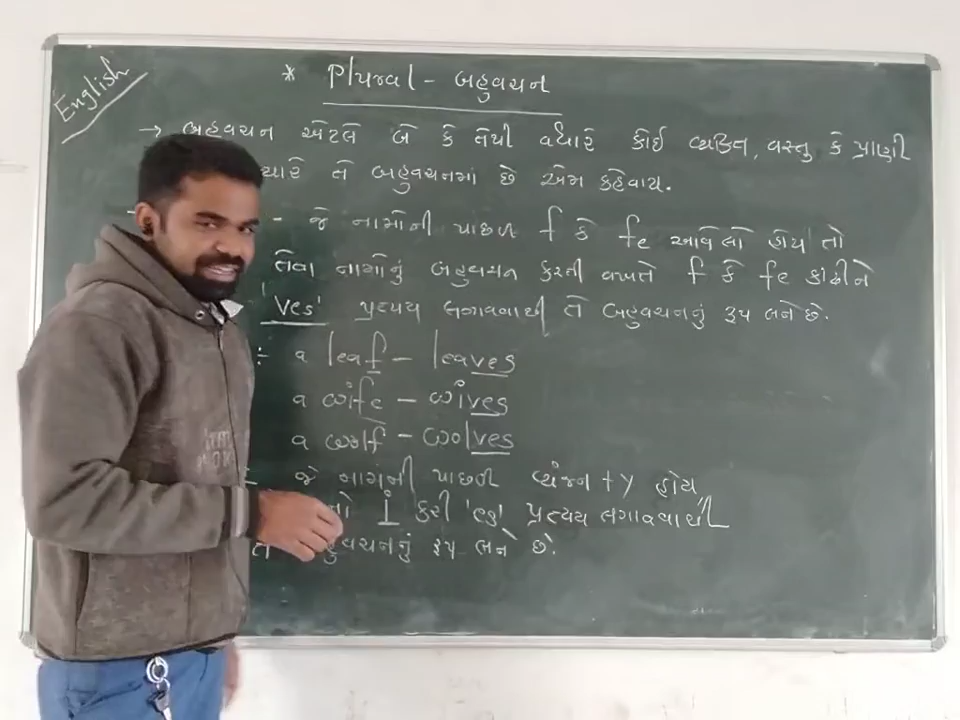 English
* Plural - બહુવચન
→ બહુવચન એટલે બે કે તેથી વધારે કોઈ વ્યકિત, વસ્તુ કે પ્રાણી
ત્યારે તે બહુવચનમાં છે એમ કહેવાય.
- જે નામોની પાછળ f કે fe આવેલો હોય તો
તેવા નામોનું બહુવચન કરતી વખતે f કે fe કાઢીને
'ves' પ્રત્યય લગાવવાથી તે બહુવચનનું રૂપ બને છે.
÷ a leaf - leaves
a wife - wives
a wolf - wolves
જે નામની પાછળ વ્યંજન + y હોય,
નો i કરી 'es' પ્રત્યય લગાવવાથી
તે બહુવચનનું રૂપ બને છે.